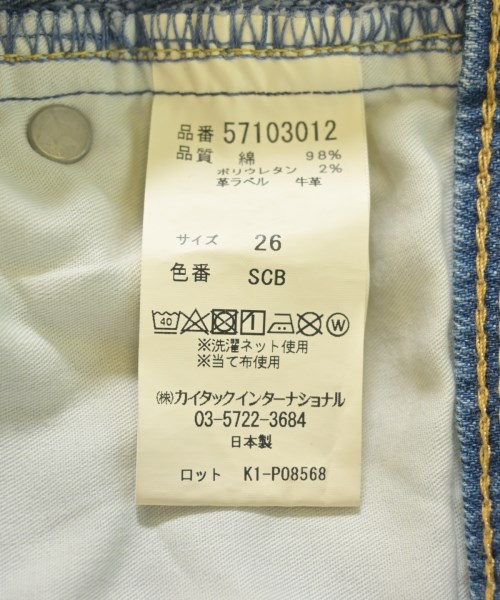 品番 57103012
品質 綿 98%
ポリウレタン 2%
革ラベル 牛革
サイズ 26
色番 SCB
40 W
※洗濯ネット使用
※当て布使用
㈱カイタックインターナショナル
03-5722-3684
日本製
ロット K1-P08568